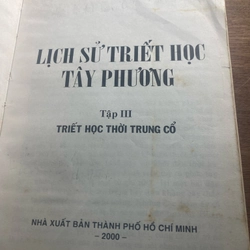 LỊCH SỬ TRIẾT HỌC
TÂY PHƯƠNG
Tập III
TRIẾT HỌC THỜI TRUNG CỔ
NHÀ XUẤT BẢN THÀNH PHỐ HỒ CHÍ MINH
– 2000 –